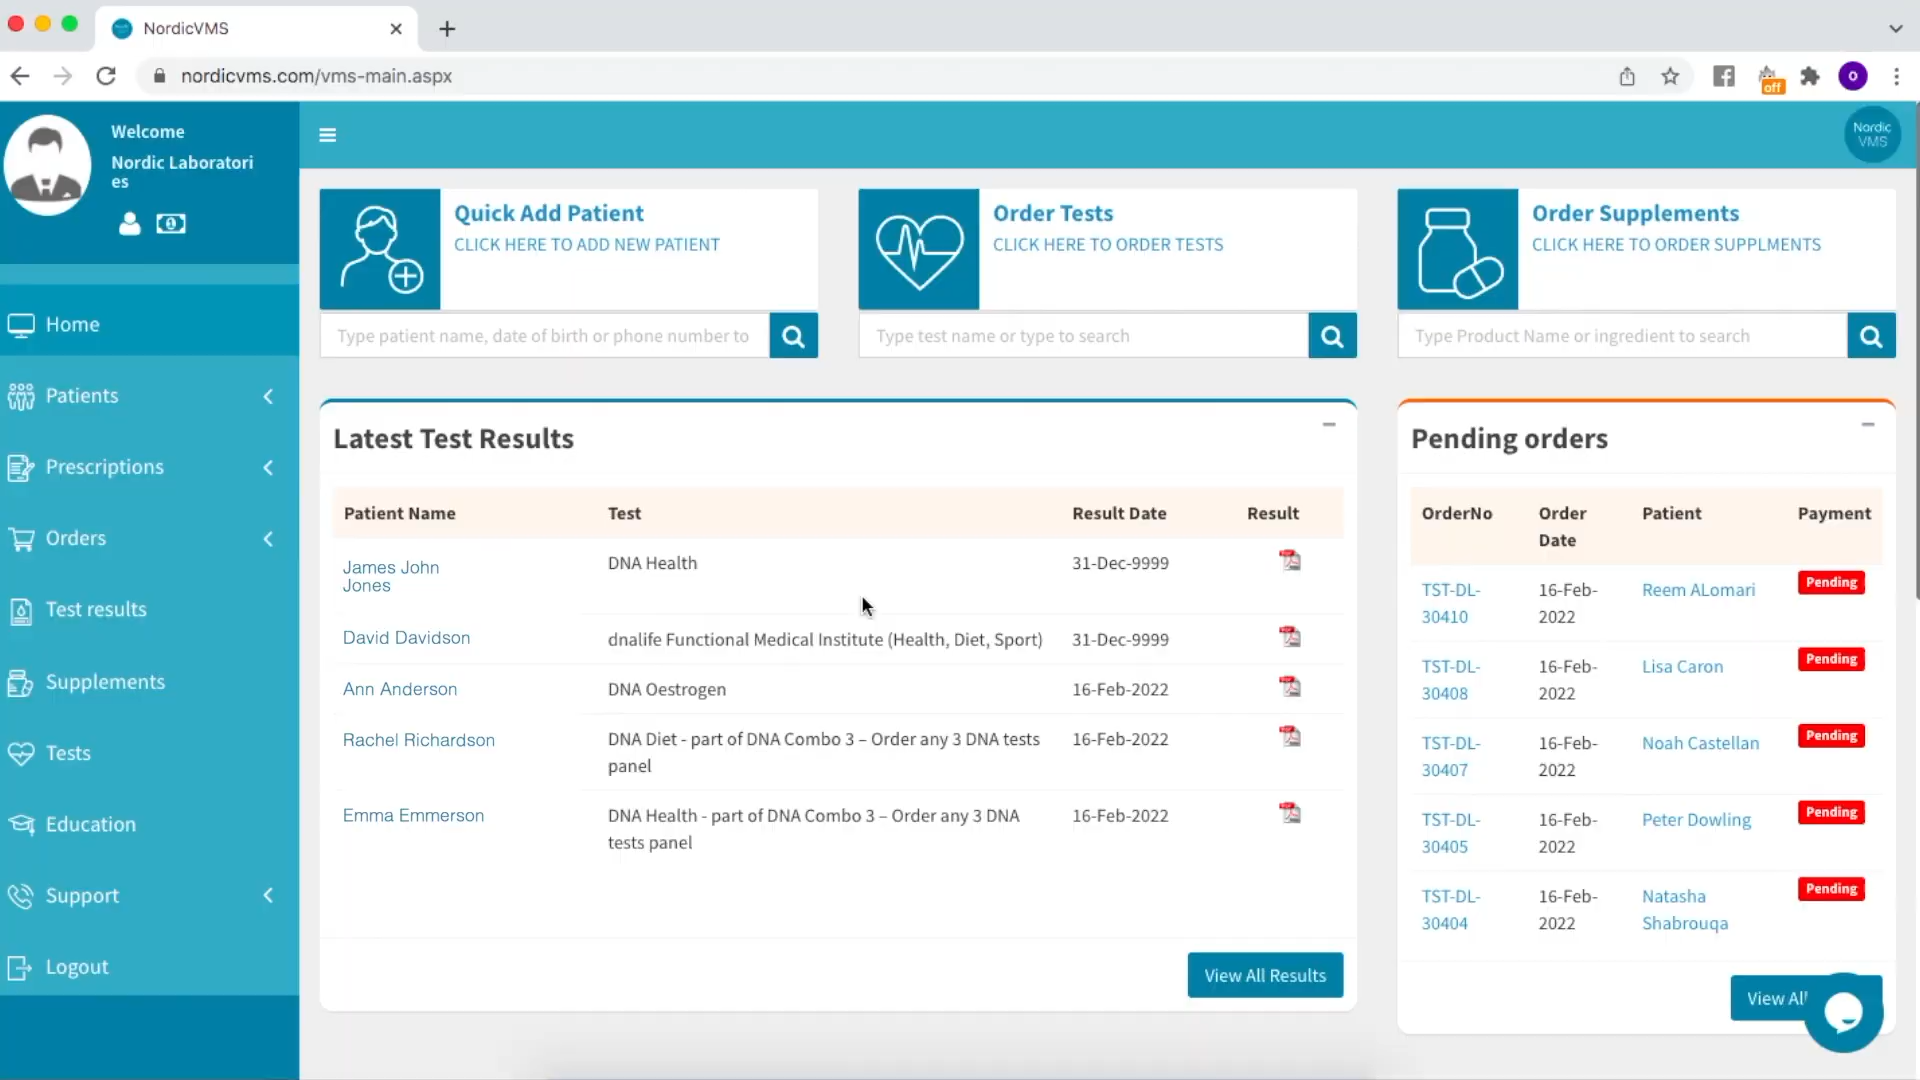 NordicVMS
nordicvms.com/vms-main.aspx
off
O
Welcome
Nordic Laboratori
es
Nordic
VMS
Home
Patients
Prescriptions
Orders
Test results
Supplements
Tests
Education
Support
Logout
Quick Add Patient
CLICK HERE TO ADD NEW PATIENT
Type patient name, date of birth or phone number to
Order Tests
CLICK HERE TO ORDER TESTS
Type test name or type to search
Order Supplements
CLICK HERE TO ORDER SUPPLMENTS
Type Product Name or ingredient to search
Latest Test Results
Patient Name Test Result Date Result
James John
Jones
DNA Health 31-Dec-9999
David Davidson dnalife Functional Medical Institute (Health, Diet, Sport) 31-Dec-9999
Ann Anderson DNA Oestrogen 16-Feb-2022
Rachel Richardson DNA Diet - part of DNA Combo 3 – Order any 3 DNA tests 16-Feb-2022
panel
Emma Emmerson DNA Health - part of DNA Combo 3 – Order any 3 DNA 16-Feb-2022
tests panel
View All Results
Pending orders
OrderNo Order Patient Payment
Date
TST-DL- 16-Feb- Reem ALomari Pending
30410 2022
TST-DL- 16-Feb- Lisa Caron Pending
30408 2022
TST-DL- 16-Feb- Noah Castellan Pending
30407 2022
TST-DL- 16-Feb- Peter Dowling Pending
30405 2022
TST-DL- 16-Feb- Natasha Pending
30404 2022 Shabrouqa
View All